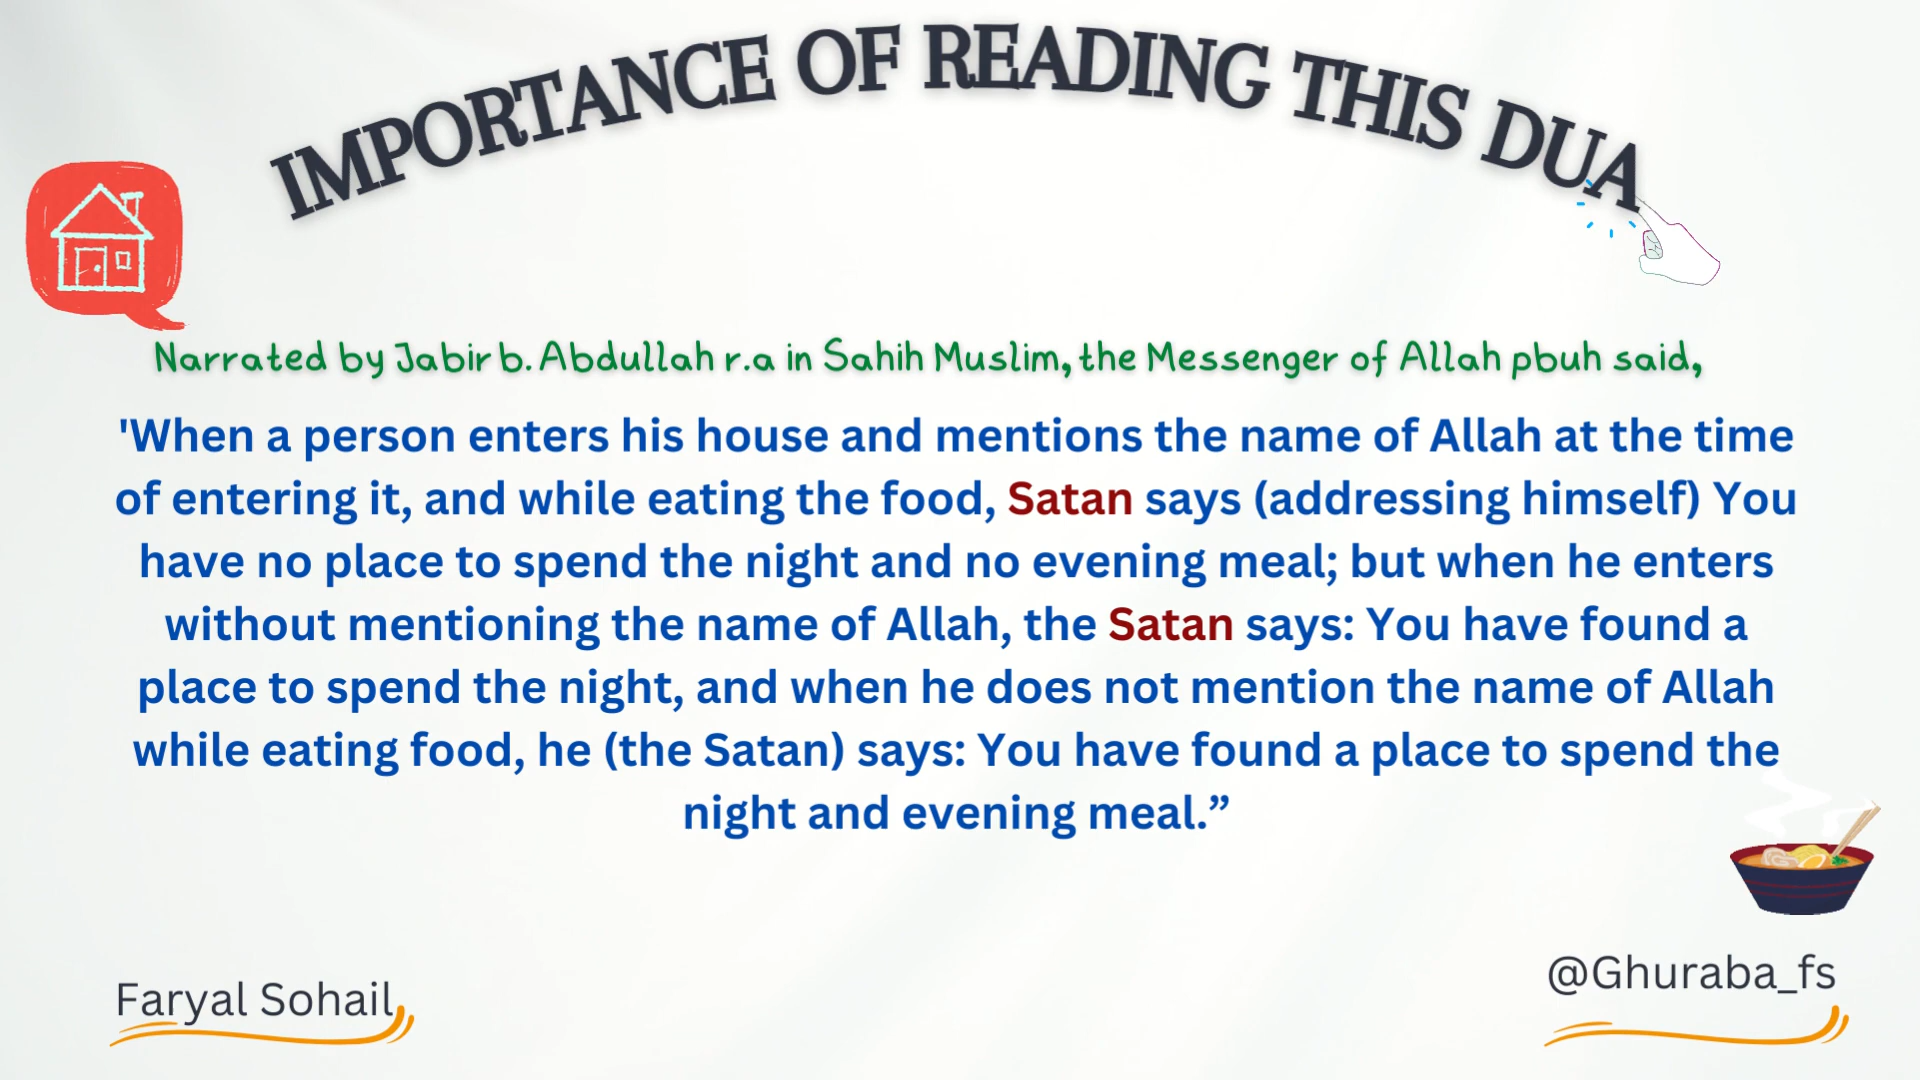 IMPORTANCE OF READING THIS DUA
Narrated by Jabir b. Abdullah r.a in Sahih Muslim, the Messenger of Allah pbuh said,
'When a person enters his house and mentions the name of Allah at the time
of entering it, and while eating the food, Satan says (addressing himself) You
have no place to spend the night and no evening meal; but when he enters
without mentioning the name of Allah, the Satan says: You have found a
place to spend the night, and when he does not mention the name of Allah
while eating food, he (the Satan) says: You have found a place to spend the
night and evening meal.”
Faryal Sohail
@Ghuraba_fs